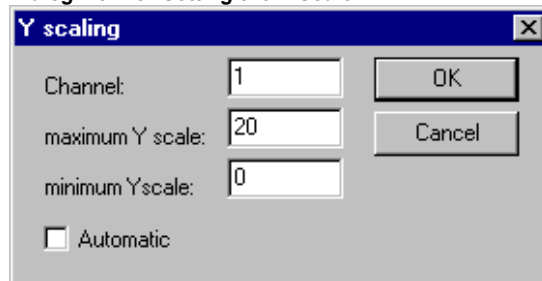 Y scaling
Channel: 1 OK
maximum Y scale: 20 Cancel
minimum Yscale: 0
Automatic